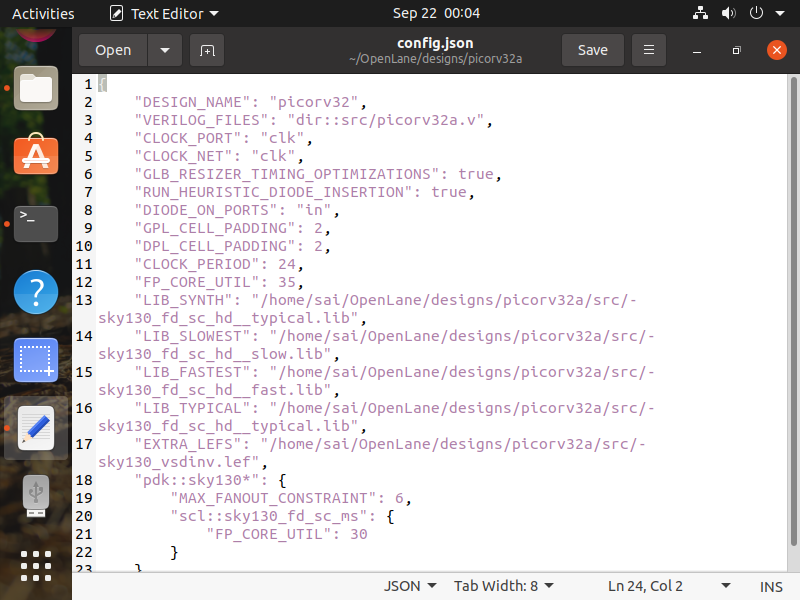 Activities
Text Editor
Sep 22 00:04
Open
config.json
~/OpenLane/designs/picorv32a
Save
1 {
2 "DESIGN_NAME": "picorv32",
3 "VERILOG_FILES": "dir::src/picorv32a.v",
4 "CLOCK_PORT": "clk",
5 "CLOCK_NET": "clk",
6 "GLB_RESIZER_TIMING_OPTIMIZATIONS": true,
7 "RUN_HEURISTIC_DIODE_INSERTION": true,
8 "DIODE_ON_PORTS": "in",
9 "GPL_CELL_PADDING": 2,
10 "DPL_CELL_PADDING": 2,
11 "CLOCK_PERIOD": 24,
12 "FP_CORE_UTIL": 35,
13 "LIB_SYNTH": "/home/sai/OpenLane/designs/picorv32a/src/-
sky130_fd_sc_hd__typical.lib",
14 "LIB_SLOWEST": "/home/sai/OpenLane/designs/picorv32a/src/-
sky130_fd_sc_hd__slow.lib",
15 "LIB_FASTEST": "/home/sai/OpenLane/designs/picorv32a/src/-
sky130_fd_sc_hd__fast.lib",
16 "LIB_TYPICAL": "/home/sai/OpenLane/designs/picorv32a/src/-
sky130_fd_sc_hd__typical.lib",
17 "EXTRA_LEFS": "/home/sai/OpenLane/designs/picorv32a/src/-
sky130_vsdinv.lef",
18 "pdk::sky130*": {
19 "MAX_FANOUT_CONSTRAINT": 6,
20 "scl::sky130_fd_sc_ms": {
21 "FP_CORE_UTIL": 30
22 }
23 }
JSON
Tab Width: 8
Ln 24, Col 2
INS